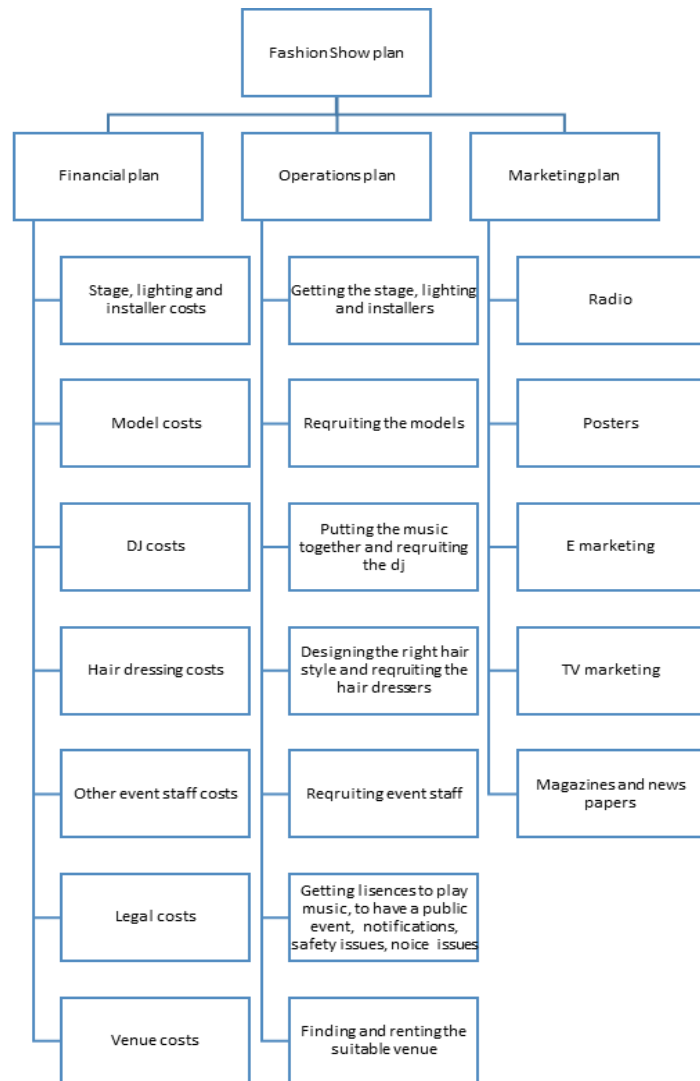 Fashion Show plan
Financial plan
Operations plan
Marketing plan
Stage, lighting and
installer costs
Getting the stage, lighting
and installers
Radio
Model costs
Reqruiting the models
Posters
DJ costs
Putting the music
together and reqruiting
the dj
E marketing
Hair dressing costs
Designing the right hair
style and reqruiting the
hair dressers
TV marketing
Other event staff costs
Reqruiting event staff
Magazines and news
papers
Legal costs
Getting lisences to play
music, to have a public
event, notifications,
safety issues, noice issues
Venue costs
Finding and renting the
suitable venue